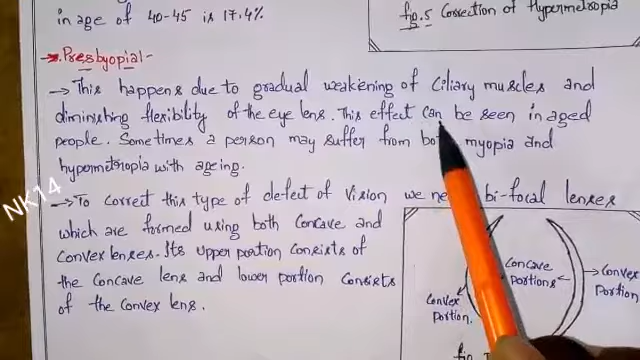 in age of 40-45 is 17.4%
fig.5 Correction of Hypermetropia
Presbyopial-
→ This happens due to gradual weakening of Ciliary muscles and
diminishing flexibility of the eye lens. This effect can be seen in aged
people. Sometimes a person may suffer from myopia and
hypermetropia with ageing.
→ To correct this type of defect of Vision we bi-focal lenses
which are formed using both Concave and
Convex lenses. Its upper portion Consists of
the Concave lens and lower portion Consists
of the Convex lens.
Concave
portions
Convex
Portion
Convex
portion.
fig
NK14